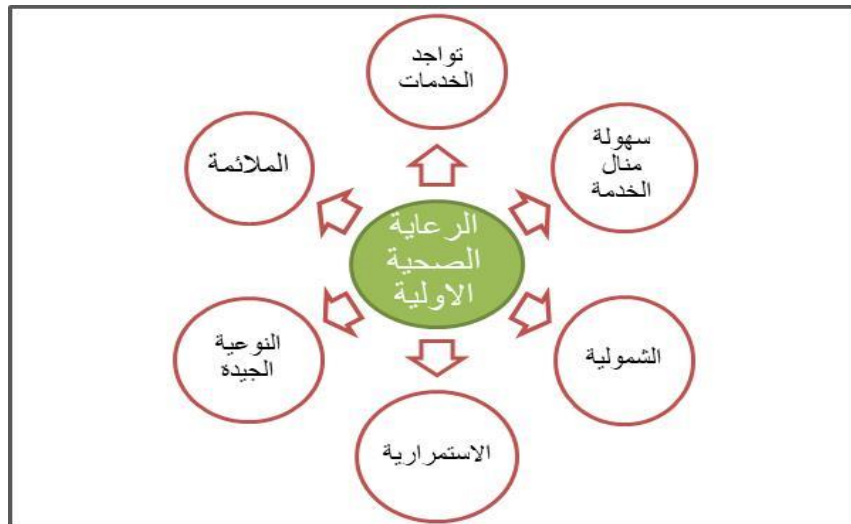 تواجد
الخدمات
سهولة
منال
الخدمة
الملائمة
الرعاية
الصحية
الاولية
النوعية
الجيدة
الشمولية
الاستمرارية